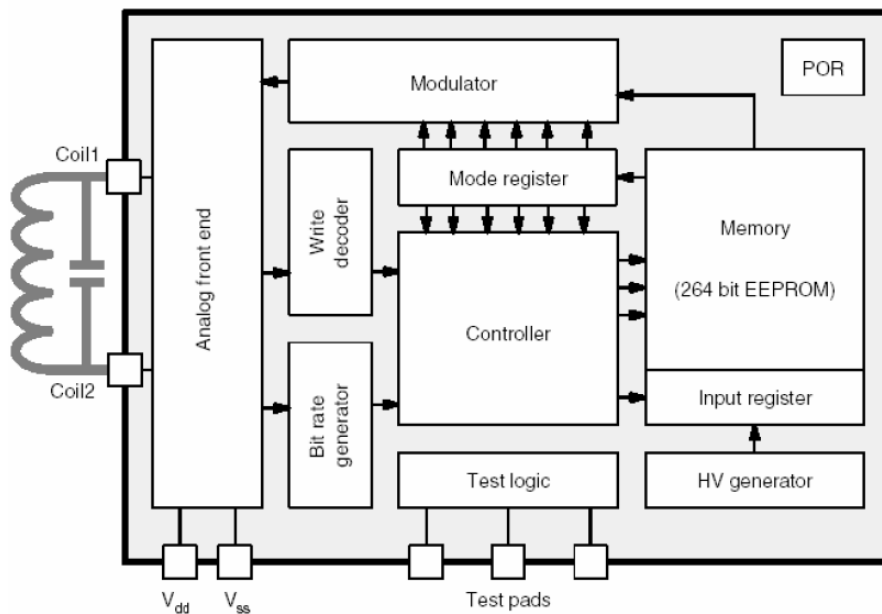 POR
Modulator
Coil1
Mode register
Write
decoder
Memory
(264 bit EEPROM)
Analog front end
Controller
Coil2
Bit rate
generator
Input register
Test logic
HV generator
Vdd
Vss
Test pads